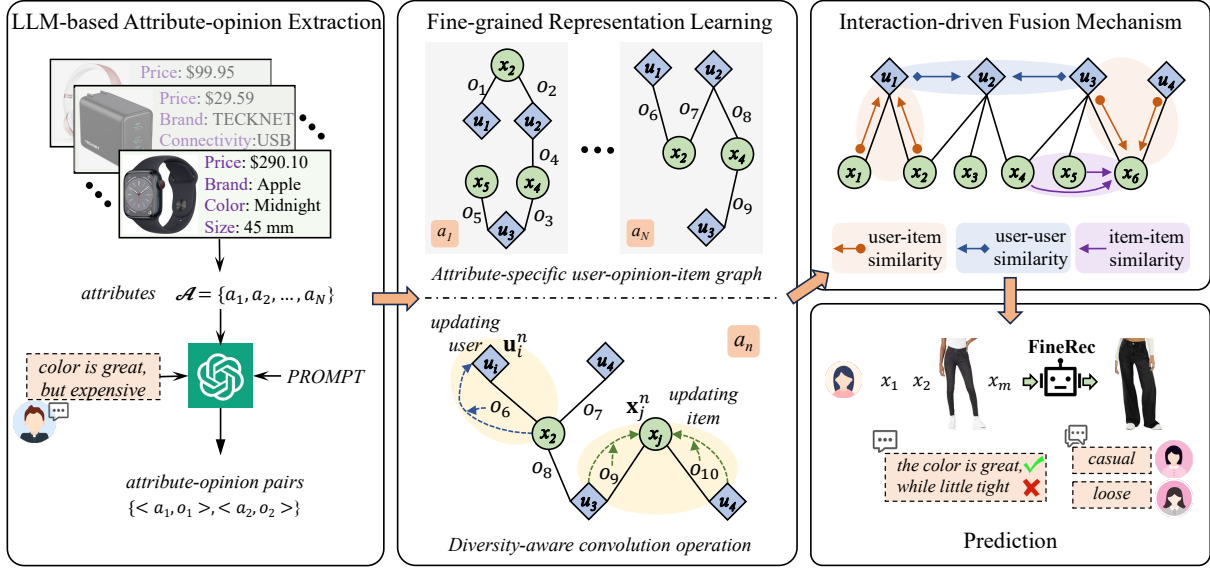 LLM-based Attribute-opinion Extraction
Price: $99.95
Price: $29.59
Brand: TECKNET
Connectivity:USB
Price: $290.10
Brand: Apple
Color: Midnight
Size: 45 mm
attributes 𝒜 = {a₁, a₂, ..., a_N}
color is great,
but expensive
PROMPT
attribute-opinion pairs
{< a₁, o₁ >, < a₂, o₂ >}
Fine-grained Representation Learning
x₂
o₁ o₂
u₁ u₂
o₄
x₅ x₄
o₅ o₃
u₃
a₁
u₁ u₂
o₆ o₇ o₈
x₂ x₄
o₉
u₃
a_N
Attribute-specific user-opinion-item graph
updating
user
u_i^n
a_n
u_i u₄
o₆ o₇
x_j^n
updating
item
x₂ x_j
o₈ o₉ o₁₀
u₃ u₄
Diversity-aware convolution operation
Interaction-driven Fusion Mechanism
u₁ u₂ u₃ u₄
x₁ x₂ x₃ x₄ x₅ x₆
user-item
similarity
user-user
similarity
item-item
similarity
FineRec
x₁ x₂ x_m
the color is great,
while little tight
casual
loose
Prediction